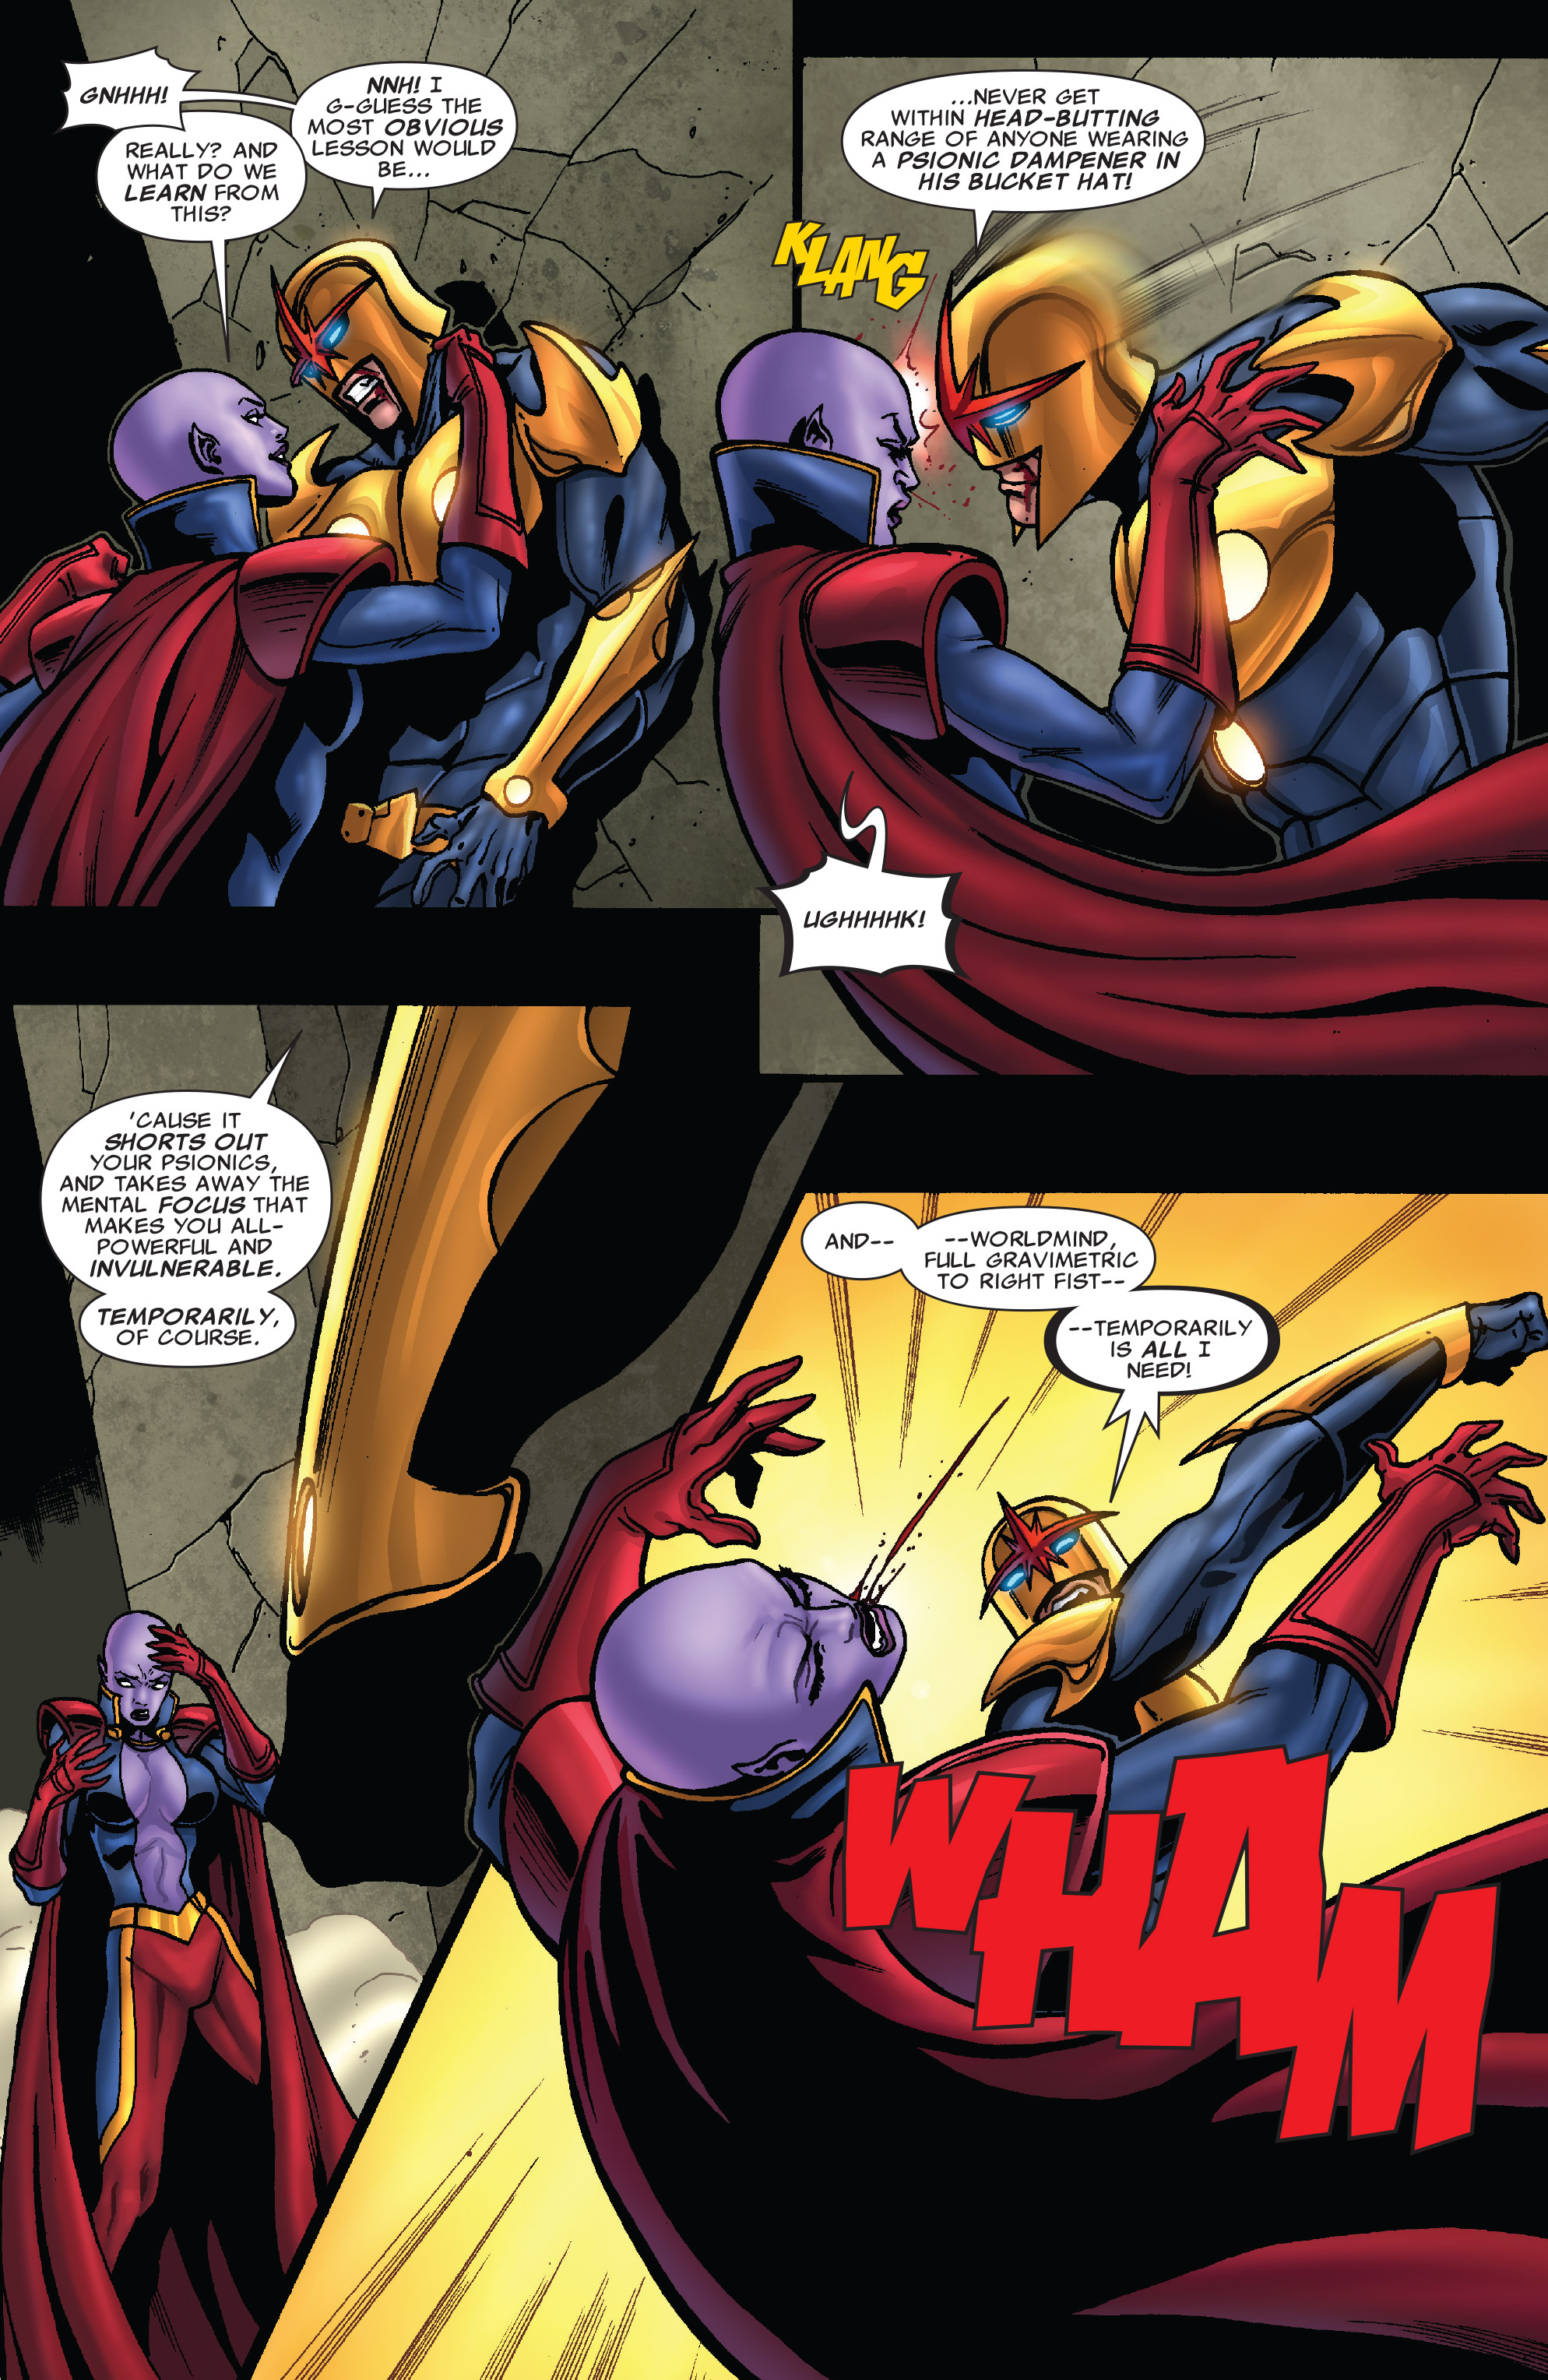 GNHHH!
REALLY? AND
WHAT DO WE
LEARN FROM
THIS?
NNH! I
G-GUESS THE
MOST OBVIOUS
LESSON WOULD
BE...
...NEVER GET
WITHIN HEAD-BUTTING
RANGE OF ANYONE WEARING
A PSIONIC DAMPENER IN
HIS BUCKET HAT!
KLANG
UGHHHHK!
'CAUSE IT
SHORTS OUT
YOUR PSIONICS,
AND TAKES AWAY THE
MENTAL FOCUS THAT
MAKES YOU ALL-
POWERFUL AND
INVULNERABLE.
TEMPORARILY,
OF COURSE.
AND--
--WORLDMIND,
FULL GRAVIMETRIC
TO RIGHT FIST--
--TEMPORARILY
IS ALL I
NEED!
WHAM